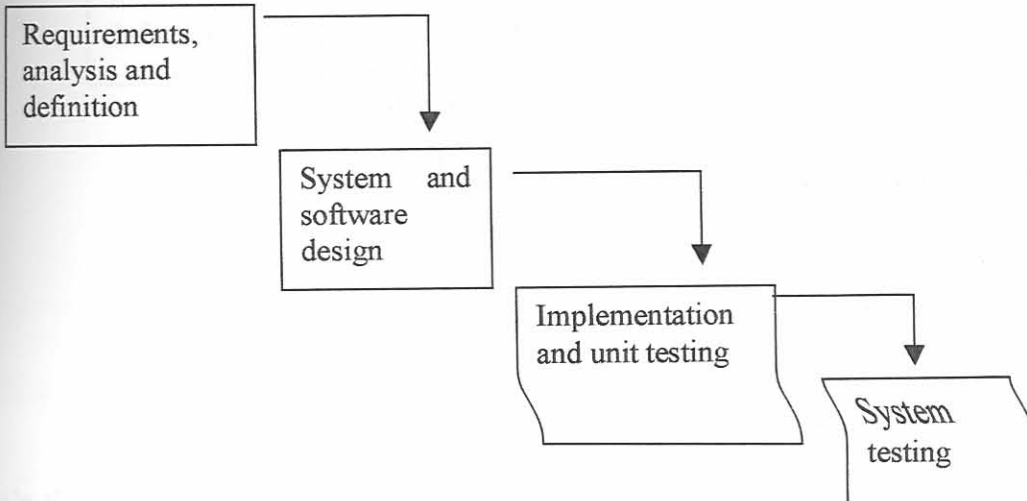 Requirements,
analysis and
definition
System and
software
design
Implementation
and unit testing
System
testing